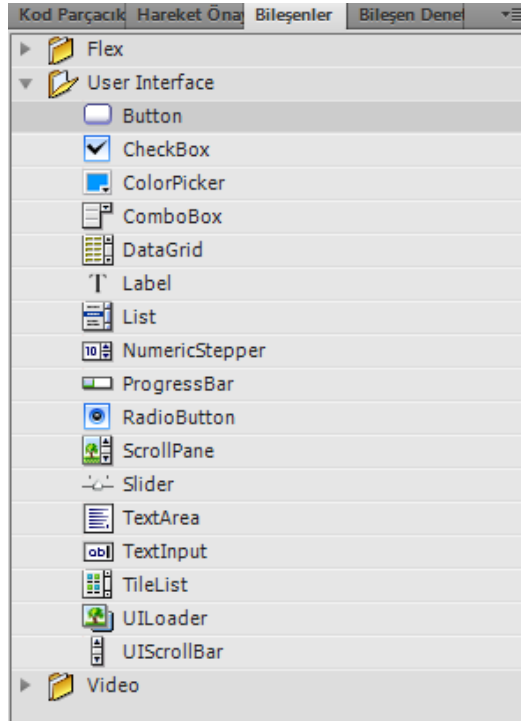 Kod Parçacık Hareket Öna Bileşenler Bileşen Denet
Flex
User Interface
Button
CheckBox
ColorPicker
ComboBox
DataGrid
Label
List
NumericStepper
ProgressBar
RadioButton
ScrollPane
Slider
TextArea
TextInput
TileList
UILoader
UIScrollBar
Video